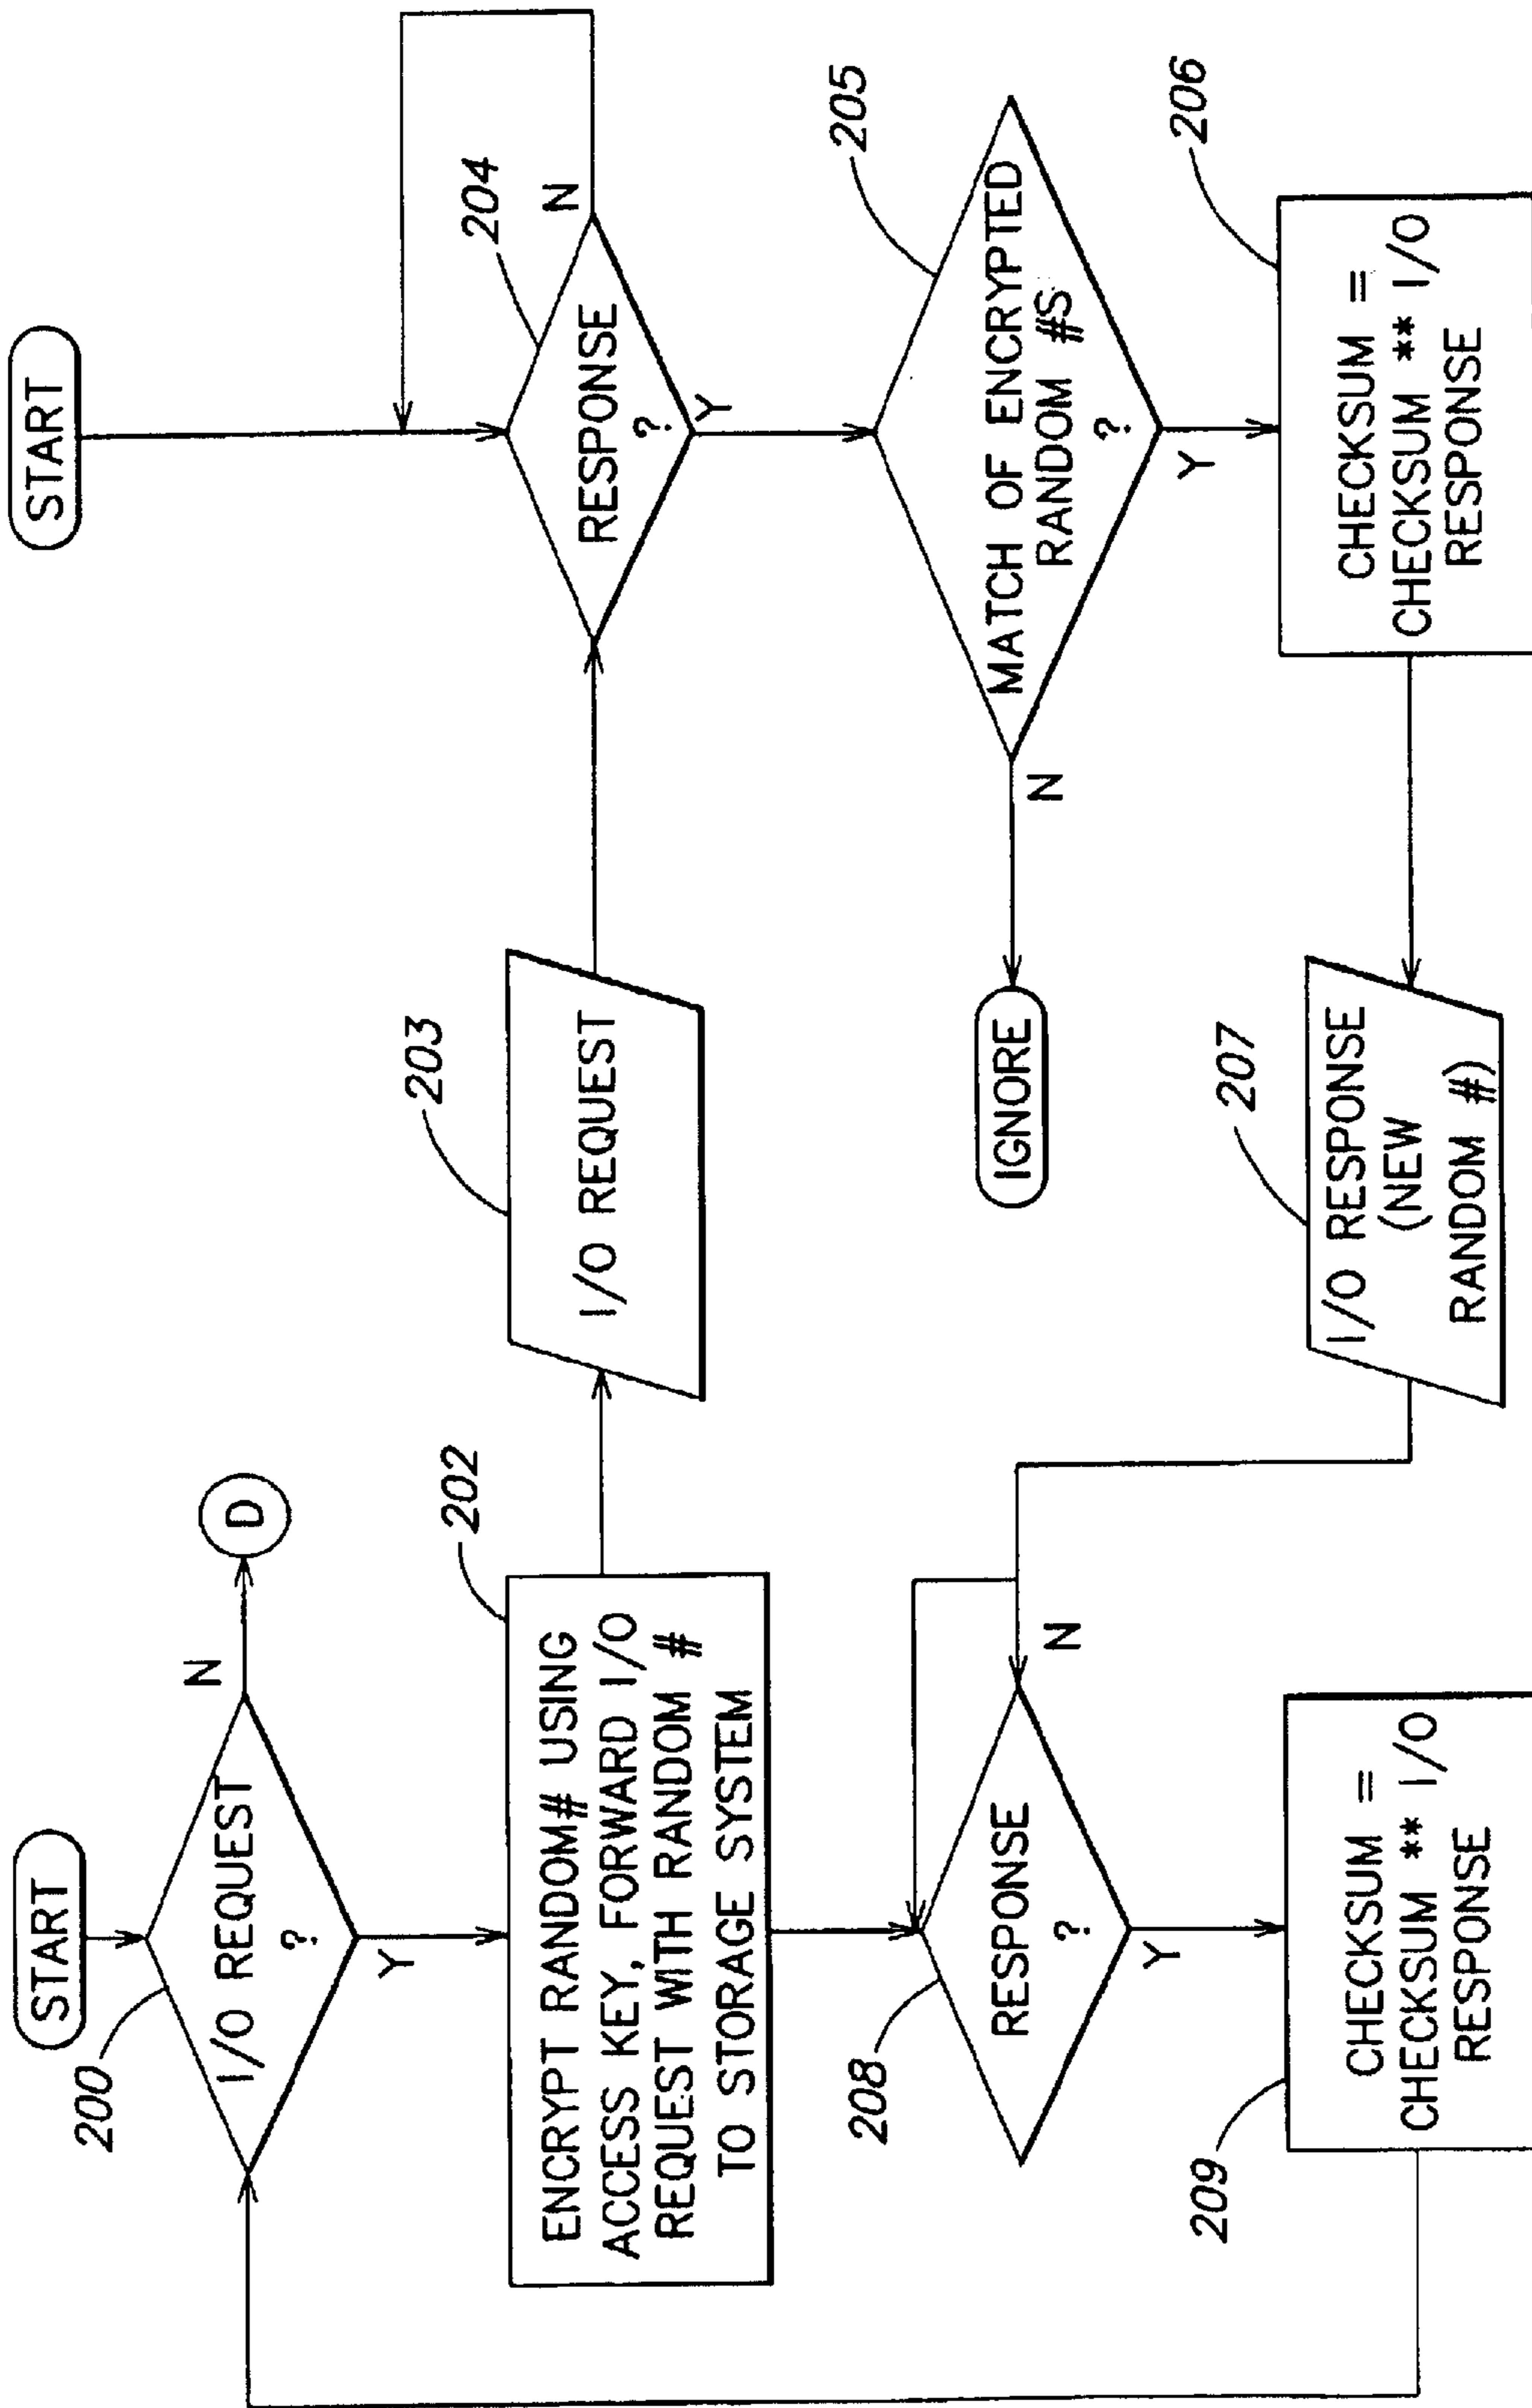 START
200
I/O REQUEST
?
N
D
Y
202
ENCRYPT RANDOM# USING
ACCESS KEY, FORWARD I/O
REQUEST WITH RANDOM #
TO STORAGE SYSTEM
203
I/O REQUEST
START
204
RESPONSE
?
N
Y
205
MATCH OF ENCRYPTED
RANDOM #S
?
N
IGNORE
Y
206
CHECKSUM =
CHECKSUM ** I/O
RESPONSE
207
I/O RESPONSE
(NEW
RANDOM #)
208
RESPONSE
?
N
Y
209
CHECKSUM =
CHECKSUM ** I/O
RESPONSE